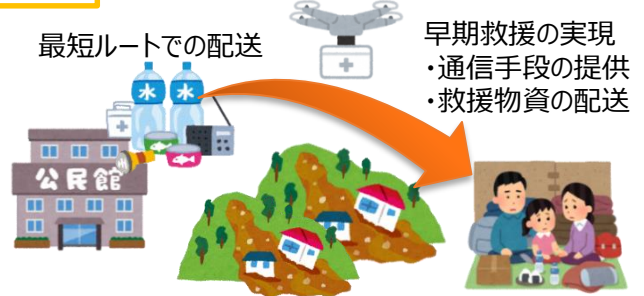 最短ルートでの配送
早期救援の実現
・通信手段の提供
・救援物資の配送
水 水
公民館